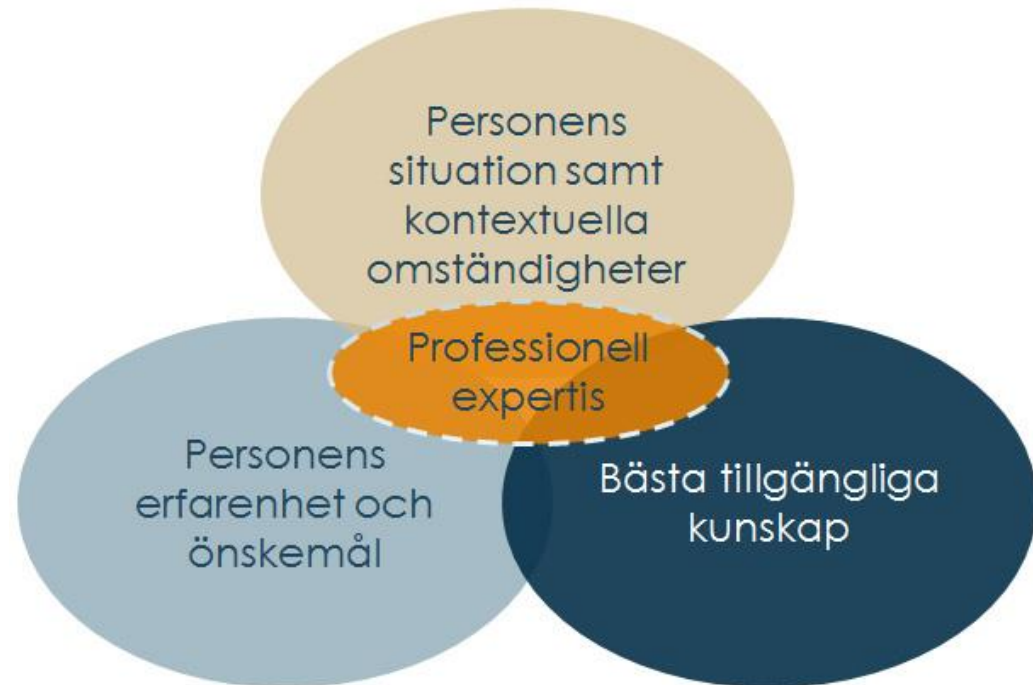 Personens
situation samt
kontextuella
omständigheter
Professionell
expertis
Personens
erfarenhet och
önskemål
Bästa tillgängliga
kunskap